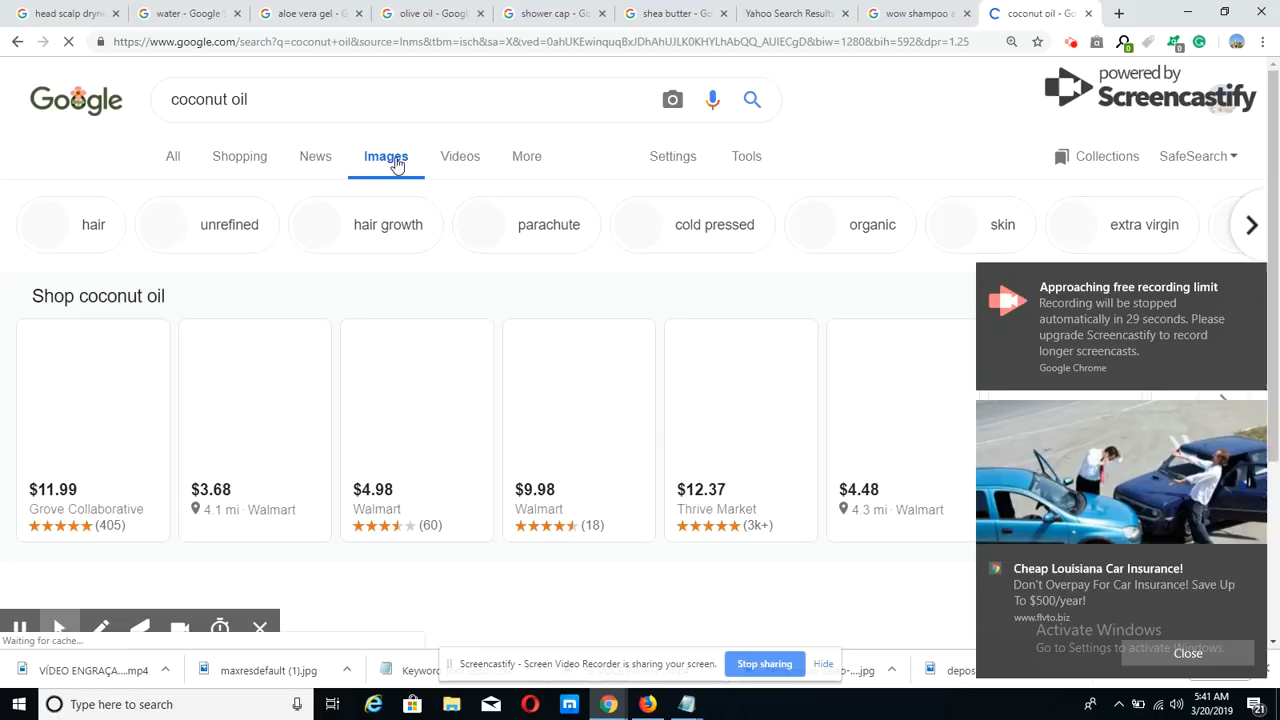 head scalp dryne
water - Google S
aloe vera gel - G
olive oil - Google
shower cap - Go
shea butter - Go
Yahoo Search Results
wow shampoo a
coconut oil - Go
https://www.google.com/search?q=coconut+oil&source=lnms&tbm=isch&sa=X&ved=0ahUKEwinquqBxJDhAhUJLK0KHYLhAbQQ_AUIECgD&biw=1280&bih=592&dpr=1.25
Google
coconut oil
powered by
Screencastify
All Shopping News Images Videos More Settings Tools Collections SafeSearch
hair unrefined hair growth parachute cold pressed organic skin extra virgin
Shop coconut oil
Approaching free recording limit
Recording will be stopped
automatically in 29 seconds. Please
upgrade Screencastify to record
longer screencasts.
Google Chrome
$11.99
Grove Collaborative
(405)
$3.68
4.1 mi · Walmart
$4.98
Walmart
(60)
$9.98
Walmart
(18)
$12.37
Thrive Market
(3k+)
$4.48
4.3 mi · Walmart
Cheap Louisiana Car Insurance!
Don't Overpay For Car Insurance! Save Up
To $500/year!
www.flvto.biz
Activate Windows
Go to Settings to activate Windows.
Close
Waiting for cache...
VÍDEO ENGRAÇA....mp4
maxresdefault (1).jpg
Keyword
Screencastify - Screen Video Recorder is sharing your screen.
Stop sharing
Hide
-...jpg
depos
Type here to search
5:41 AM
3/20/2019
21